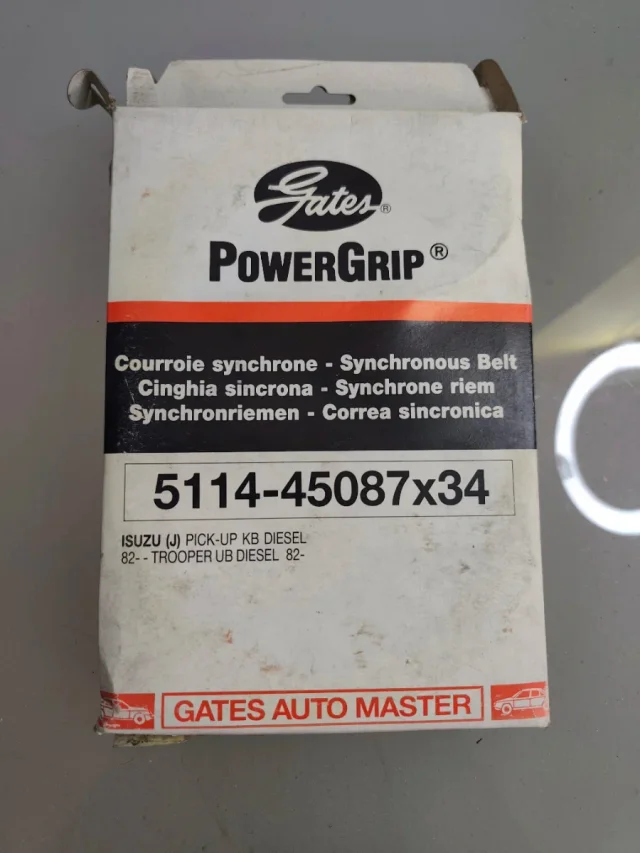 Gates®
POWERGRIP®
Courroie synchrone - Synchronous Belt
Cinghia sincrona - Synchrone riem
Synchronriemen - Correa sincronica
5114-45087x34
ISUZU (J) PICK-UP KB DIESEL
82- - TROOPER UB DIESEL 82-
GATES AUTO MASTER